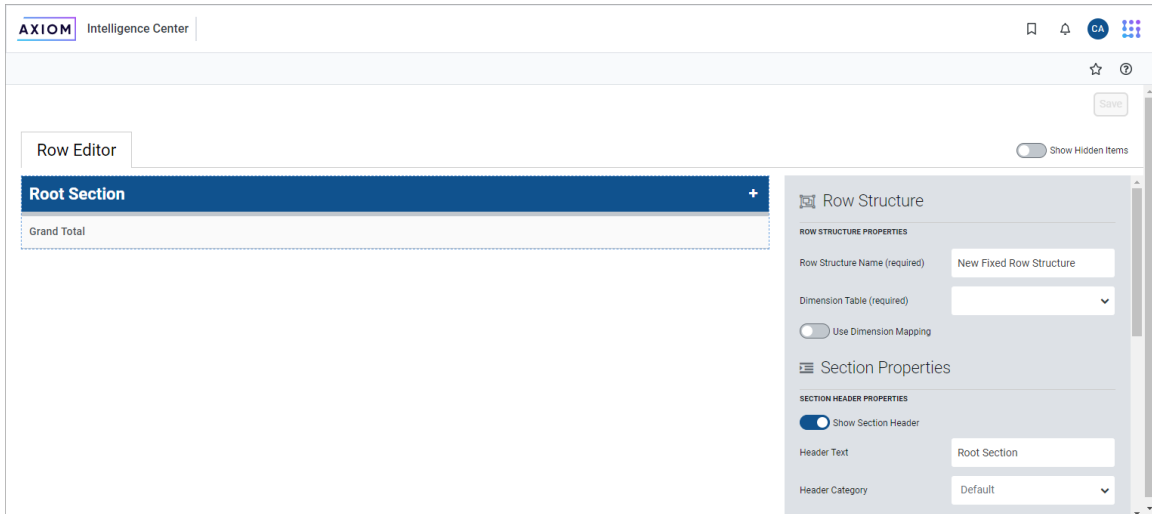 AXIOM Intelligence Center CA
Save
Row Editor Show Hidden Items
Root Section +
Grand Total
Row Structure
ROW STRUCTURE PROPERTIES
Row Structure Name (required) New Fixed Row Structure
Dimension Table (required)
Use Dimension Mapping
Section Properties
SECTION HEADER PROPERTIES
Show Section Header
Header Text Root Section
Header Category Default